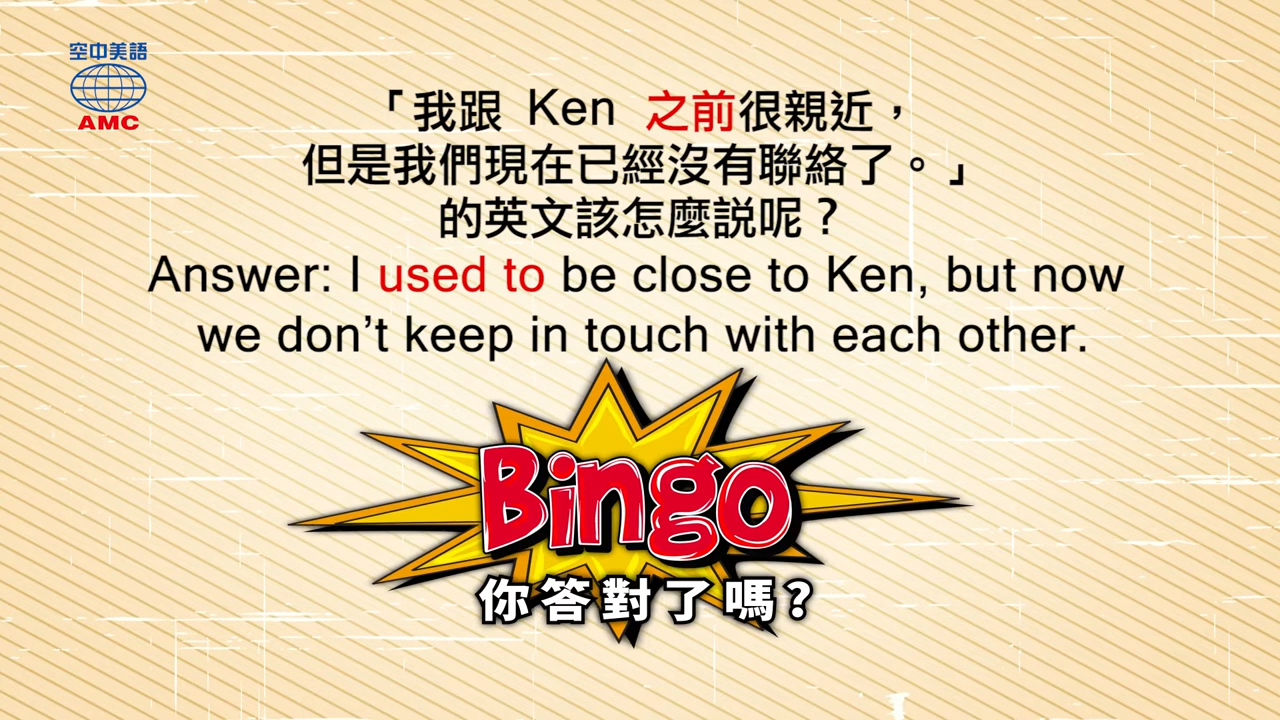 空中美語
AMC
「我跟 Ken 之前很親近，
但是我們現在已經沒有聯絡了。」
的英文該怎麼説呢？
Answer: I used to be close to Ken, but now
we don’t keep in touch with each other.
Bingo
你答對了嗎?